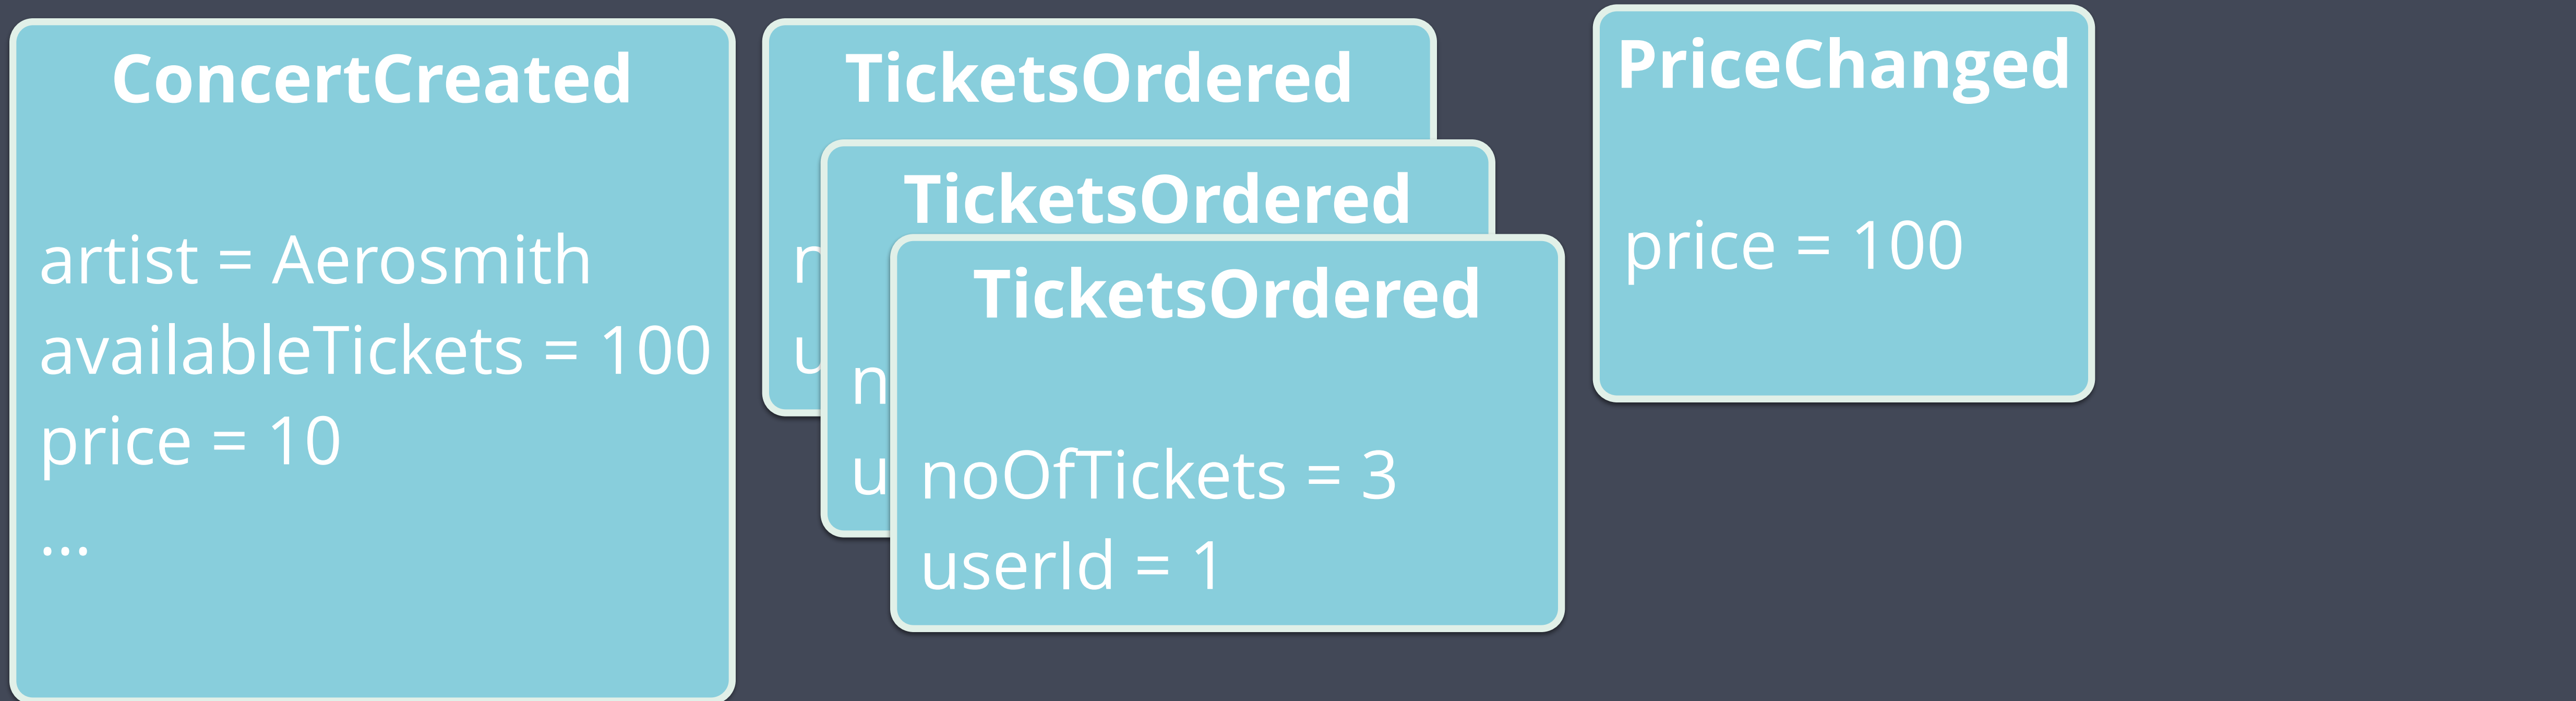 ConcertCreated
artist = Aerosmith
availableTickets = 100
price = 10
...
TicketsOrdered
TicketsOrdered
TicketsOrdered
noOfTickets = 3
userId = 1
PriceChanged
price = 100